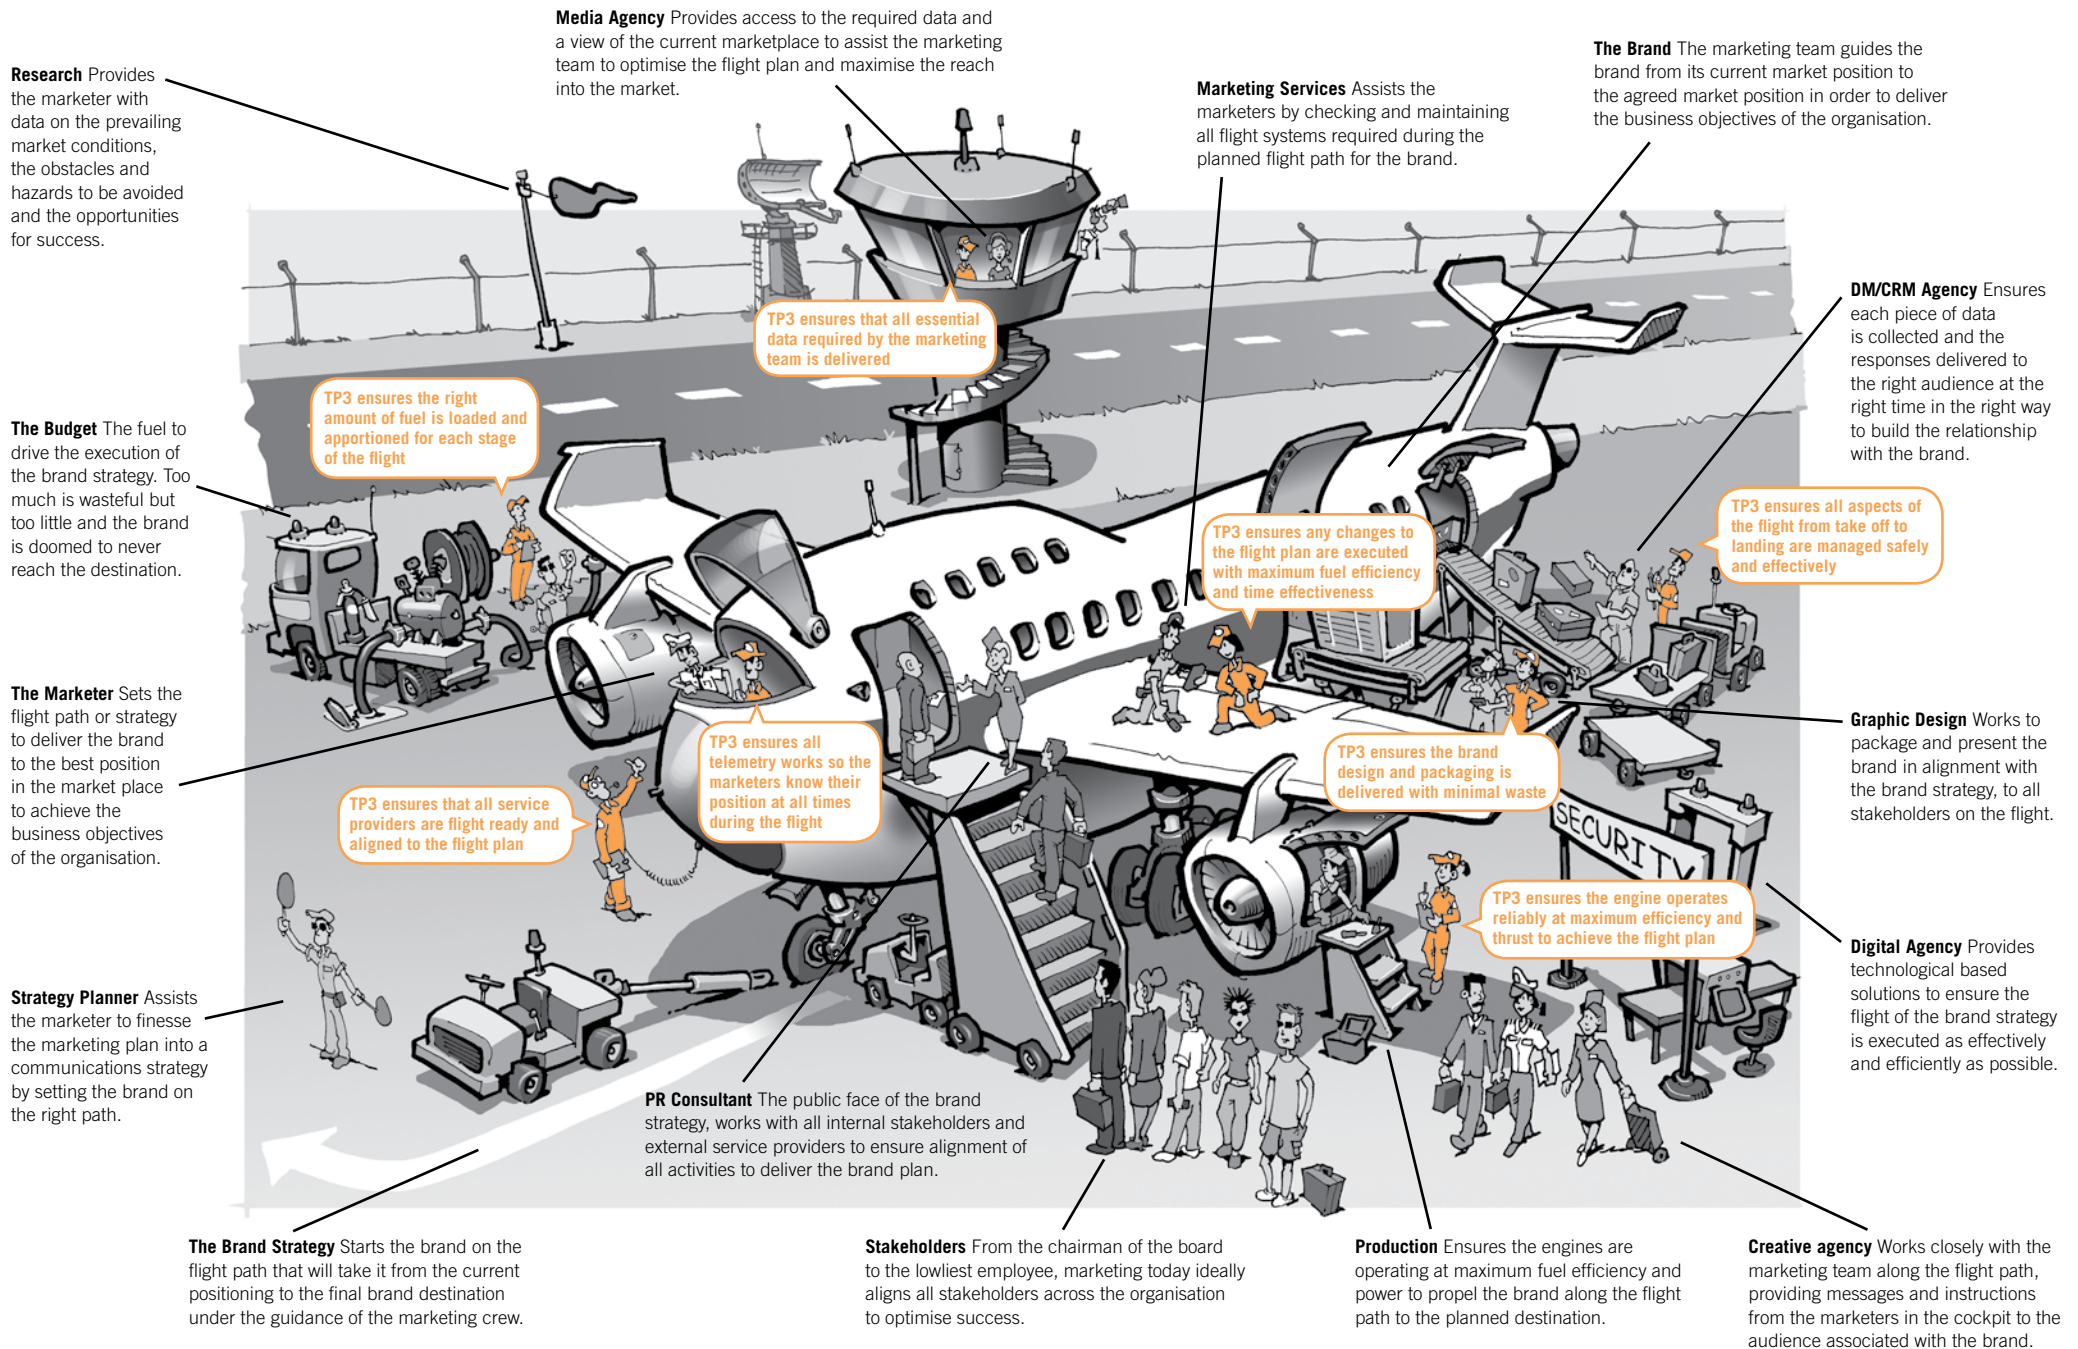 Media Agency Provides access to the required data and
a view of the current marketplace to assist the marketing
team to optimise the flight plan and maximise the reach
into the market.
The Brand The marketing team guides the
brand from its current market position to
the agreed market position in order to deliver
the business objectives of the organisation.
Research Provides
the marketer with
data on the prevailing
market conditions,
the obstacles and
hazards to be avoided
and the opportunities
for success.
Marketing Services Assists the
marketers by checking and maintaining
all flight systems required during the
planned flight path for the brand.
DM/CRM Agency Ensures
each piece of data
is collected and the
responses delivered to
the right audience at the
right time in the right way
to build the relationship
with the brand.
TP3 ensures that all essential
data required by the marketing
team is delivered
TP3 ensures the right
amount of fuel is loaded and
apportioned for each stage
of the flight
The Budget The fuel to
drive the execution of
the brand strategy. Too
much is wasteful but
too little and the brand
is doomed to never
reach the destination.
TP3 ensures all aspects of
the flight from take off to
landing are managed safely
and effectively
TP3 ensures any changes to
the flight plan are executed
with maximum fuel efficiency
and time effectiveness
The Marketer Sets the
flight path or strategy
to deliver the brand
to the best position
in the market place
to achieve the
business objectives
of the organisation.
Graphic Design Works to
package and present the
brand in alignment with
the brand strategy, to all
stakeholders on the flight.
TP3 ensures all
telemetry works so the
marketers know their
position at all times
during the flight
TP3 ensures the brand
design and packaging is
delivered with minimal waste
TP3 ensures that all service
providers are flight ready and
aligned to the flight plan
SECURITY
TP3 ensures the engine operates
reliably at maximum efficiency and
thrust to achieve the flight plan
Digital Agency Provides
technological based
solutions to ensure the
flight of the brand strategy
is executed as effectively
and efficiently as possible.
Strategy Planner Assists
the marketer to finesse
the marketing plan into a
communications strategy
by setting the brand on
the right path.
PR Consultant The public face of the brand
strategy, works with all internal stakeholders and
external service providers to ensure alignment of
all activities to deliver the brand plan.
The Brand Strategy Starts the brand on the
flight path that will take it from the current
positioning to the final brand destination
under the guidance of the marketing crew.
Stakeholders From the chairman of the board
to the lowliest employee, marketing today ideally
aligns all stakeholders across the organisation
to optimise success.
Production Ensures the engines are
operating at maximum fuel efficiency and
power to propel the brand along the flight
path to the planned destination.
Creative agency Works closely with the
marketing team along the flight path,
providing messages and instructions
from the marketers in the cockpit to the
audience associated with the brand.